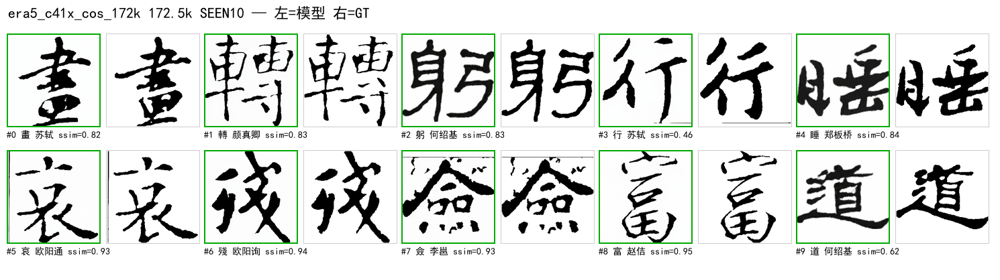 era5_c41x_cos_172k 172.5k SEEN10 — 左=模型 右=GT
畫 畫 轉 轉 躬 躬 行 行 睡 睡
#0 畫 苏轼 ssim=0.82 #1 轉 颜真卿 ssim=0.83 #2 躬 何绍基 ssim=0.83 #3 行 苏轼 ssim=0.46 #4 睡 郑板桥 ssim=0.84
哀 哀 殘 殘 僉 僉 富 富 道 道
#5 哀 欧阳通 ssim=0.93 #6 殘 欧阳询 ssim=0.94 #7 僉 李邕 ssim=0.93 #8 富 赵佶 ssim=0.95 #9 道 何绍基 ssim=0.62